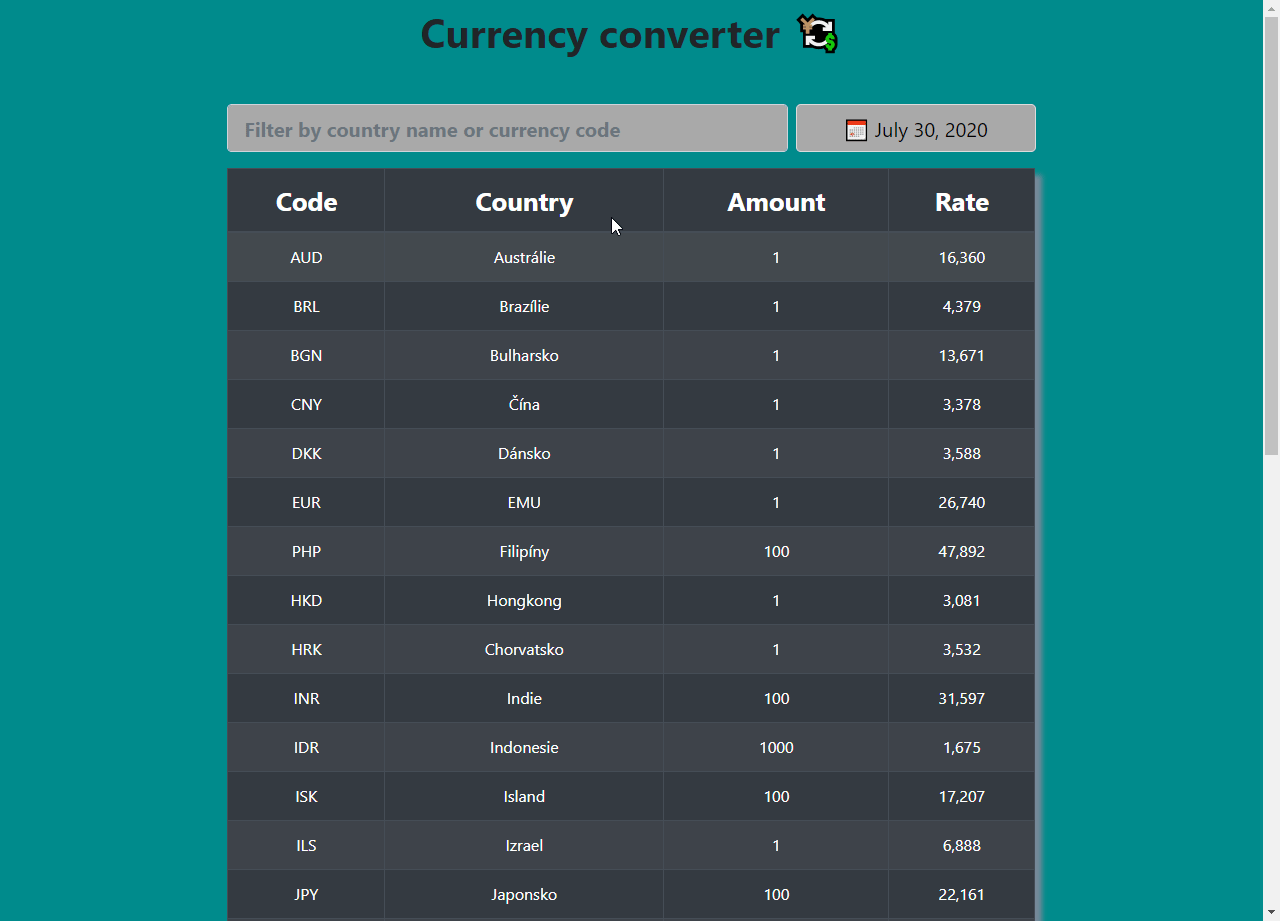 Currency converter
Filter by country name or currency code
July 30, 2020
Code Country Amount Rate
AUD Austrálie 1 16,360
BRL Brazílie 1 4,379
BGN Bulharsko 1 13,671
CNY Čína 1 3,378
DKK Dánsko 1 3,588
EUR EMU 1 26,740
PHP Filipíny 100 47,892
HKD Hongkong 1 3,081
HRK Chorvatsko 1 3,532
INR Indie 100 31,597
IDR Indonesie 1000 1,675
ISK Island 100 17,207
ILS Izrael 1 6,888
JPY Japonsko 100 22,161